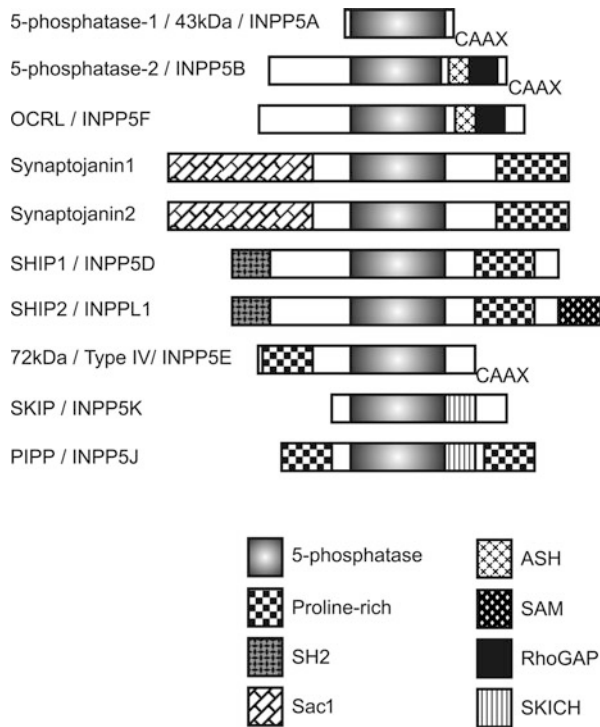 5-phosphatase-1 / 43kDa / INPP5A
CAAX
5-phosphatase-2 / INPP5B
CAAX
OCRL / INPP5F
Synaptojanin1
Synaptojanin2
SHIP1 / INPP5D
SHIP2 / INPPL1
72kDa / Type IV/ INPP5E
CAAX
SKIP / INPP5K
PIPP / INPP5J
5-phosphatase
Proline-rich
SH2
Sac1
ASH
SAM
RhoGAP
SKICH